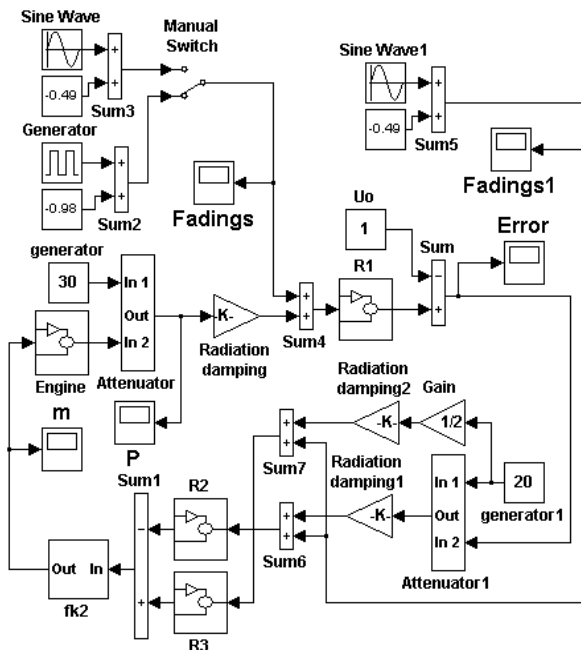 Sine Wave
Manual
Switch
+
+
-0.49
Sum3
Generator
+
+
-0.98
Sum2
Fadings
Sine Wave1
+
+
-0.49
Sum5
Fadings1
Uo
1
Sum
−
+
Error
generator
30
In 1
Out
In 2
Engine
Attenuator
-K-
Radiation
damping
+
+
Sum4
R1
m
P
Radiation
damping2
Gain
-K-
1/2
+
+
Sum7
Radiation
damping1
-K-
In 1
Out
In 2
20
generator1
Attenuator1
Sum1
R2
−
+
+
+
Sum6
Out
In
fk2
R3